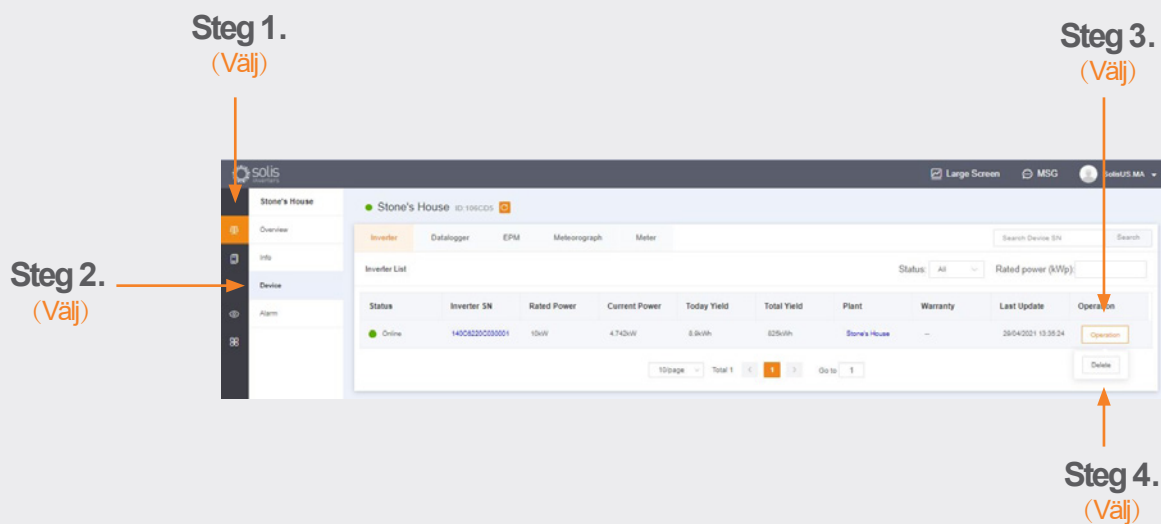 Steg 1.
(Välj)
Steg 3.
(Välj)
solis
inverters
Large Screen
MSG
SolisUS.MA
Stone's House
Stone's House ID:106CD5
Overview
Inverter Datalogger EPM Meteorograph Meter
Search Device SN Search
Info
Inverter List
Status: All Rated power (kWp):
Steg 2.
(Välj)
Device
Status Inverter SN Rated Power Current Power Today Yield Total Yield Plant Warranty Last Update Operation
Alarm
Online 10kW 4.742kW 8.9kWh 825kWh Stone's House -- 28/04/2021 13:35:24 Operation
10/page Total 1 < 1 > Go to 1
Delete
Steg 4.
(Välj)